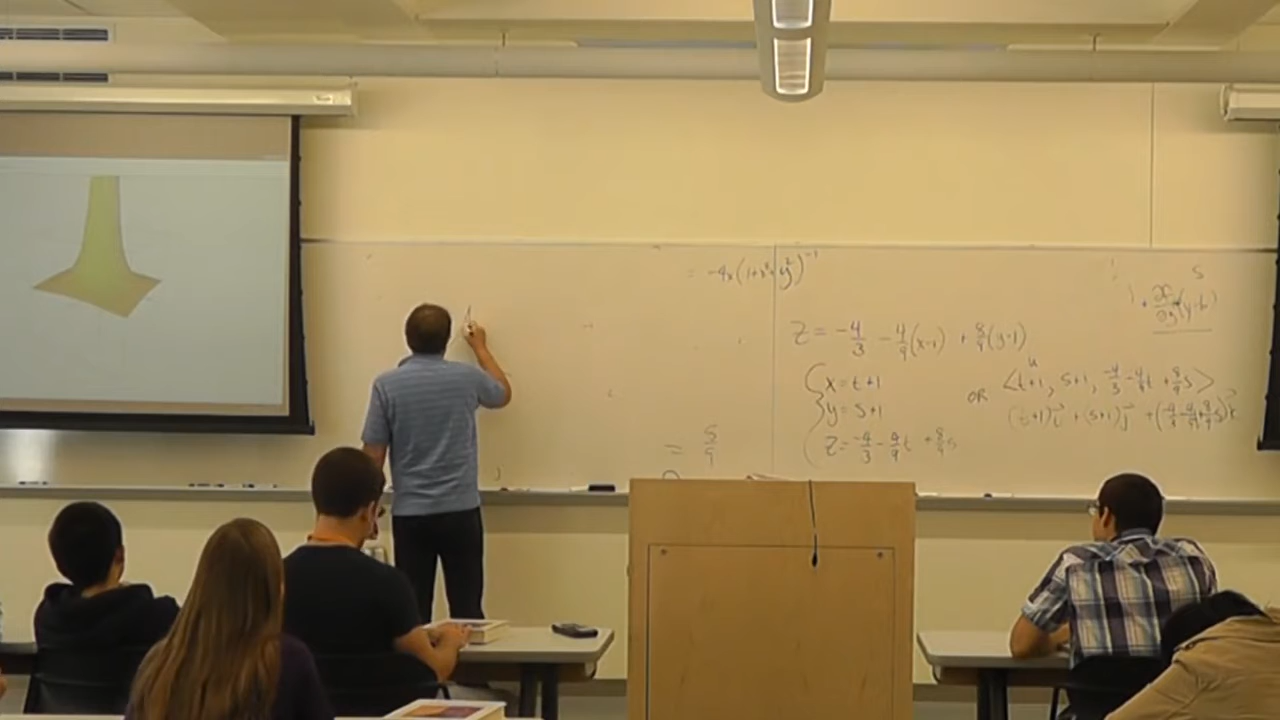 = -4x(1+x²+y²)⁻¹
z = -4/3 - 4/9(x-1) + 8/9(y-1)
{x = t+1
y = s+1
z = -4/3 - 4/9t + 8/9s
OR <t+1, s+1, -4/3 - 4/9t + 8/9s>
(t+1)i + (s+1)j + (-4/3 - 4/9t + 8/9s)k
= 5/9